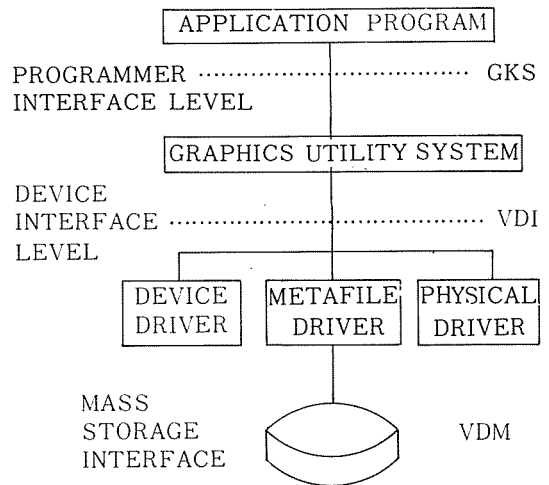 APPLICATION PROGRAM
PROGRAMMER
INTERFACE LEVEL
GKS
GRAPHICS UTILITY SYSTEM
DEVICE
INTERFACE
LEVEL
VDI
DEVICE
DRIVER
METAFILE
DRIVER
PHYSICAL
DRIVER
MASS
STORAGE
INTERFACE
VDM